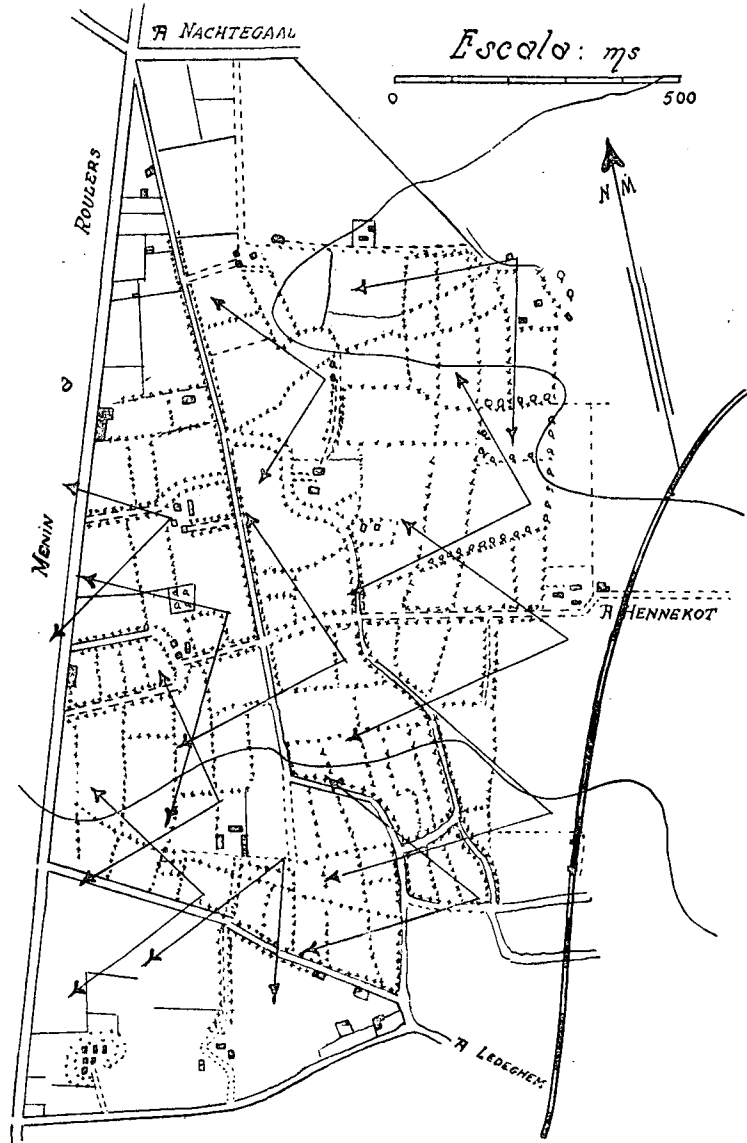 A NACHTEGAAL
Escala: ms
0 500
N M
ROULERS
MENIN
A HENNEKOT
A LEDEGHEM